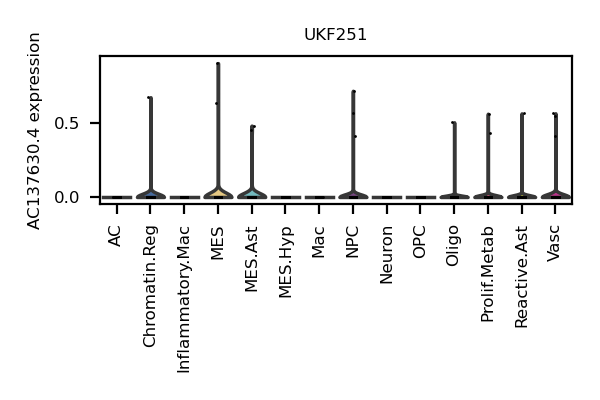 UKF251
AC137630.4 expression
0.5
0.0
AC
Chromatin.Reg
Inflammatory.Mac
MES
MES.Ast
MES.Hyp
Mac
NPC
Neuron
OPC
Oligo
Prolif.Metab
Reactive.Ast
Vasc